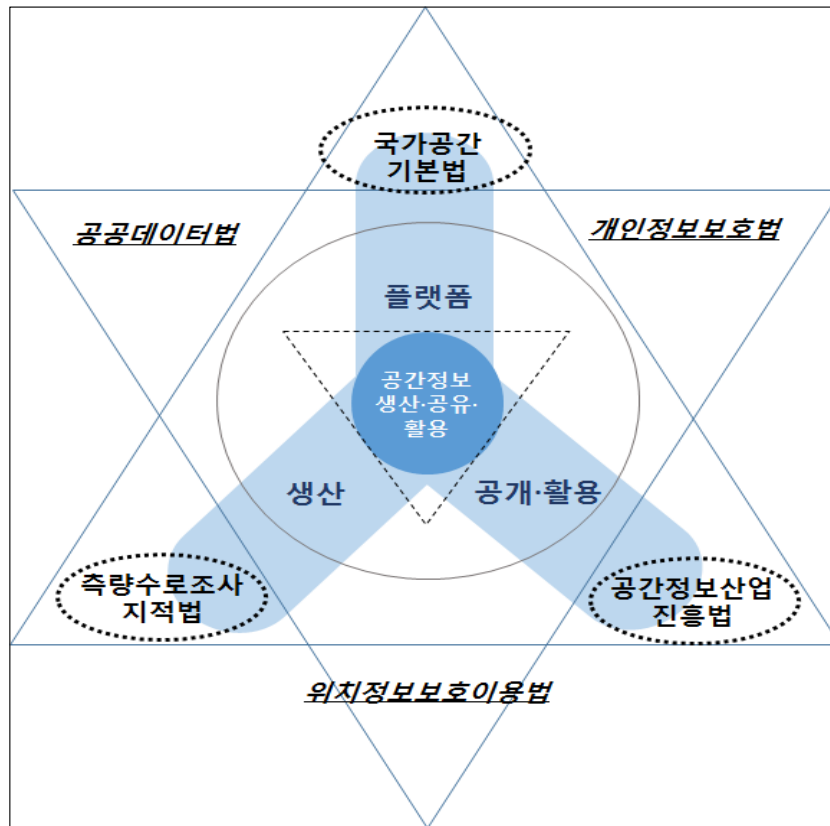 국가공간
기본법
공공데이터법
개인정보보호법
플랫폼
공간정보
생산·공유·
활용
생산
공개·활용
측량수로조사
지적법
공간정보산업
진흥법
위치정보보호이용법